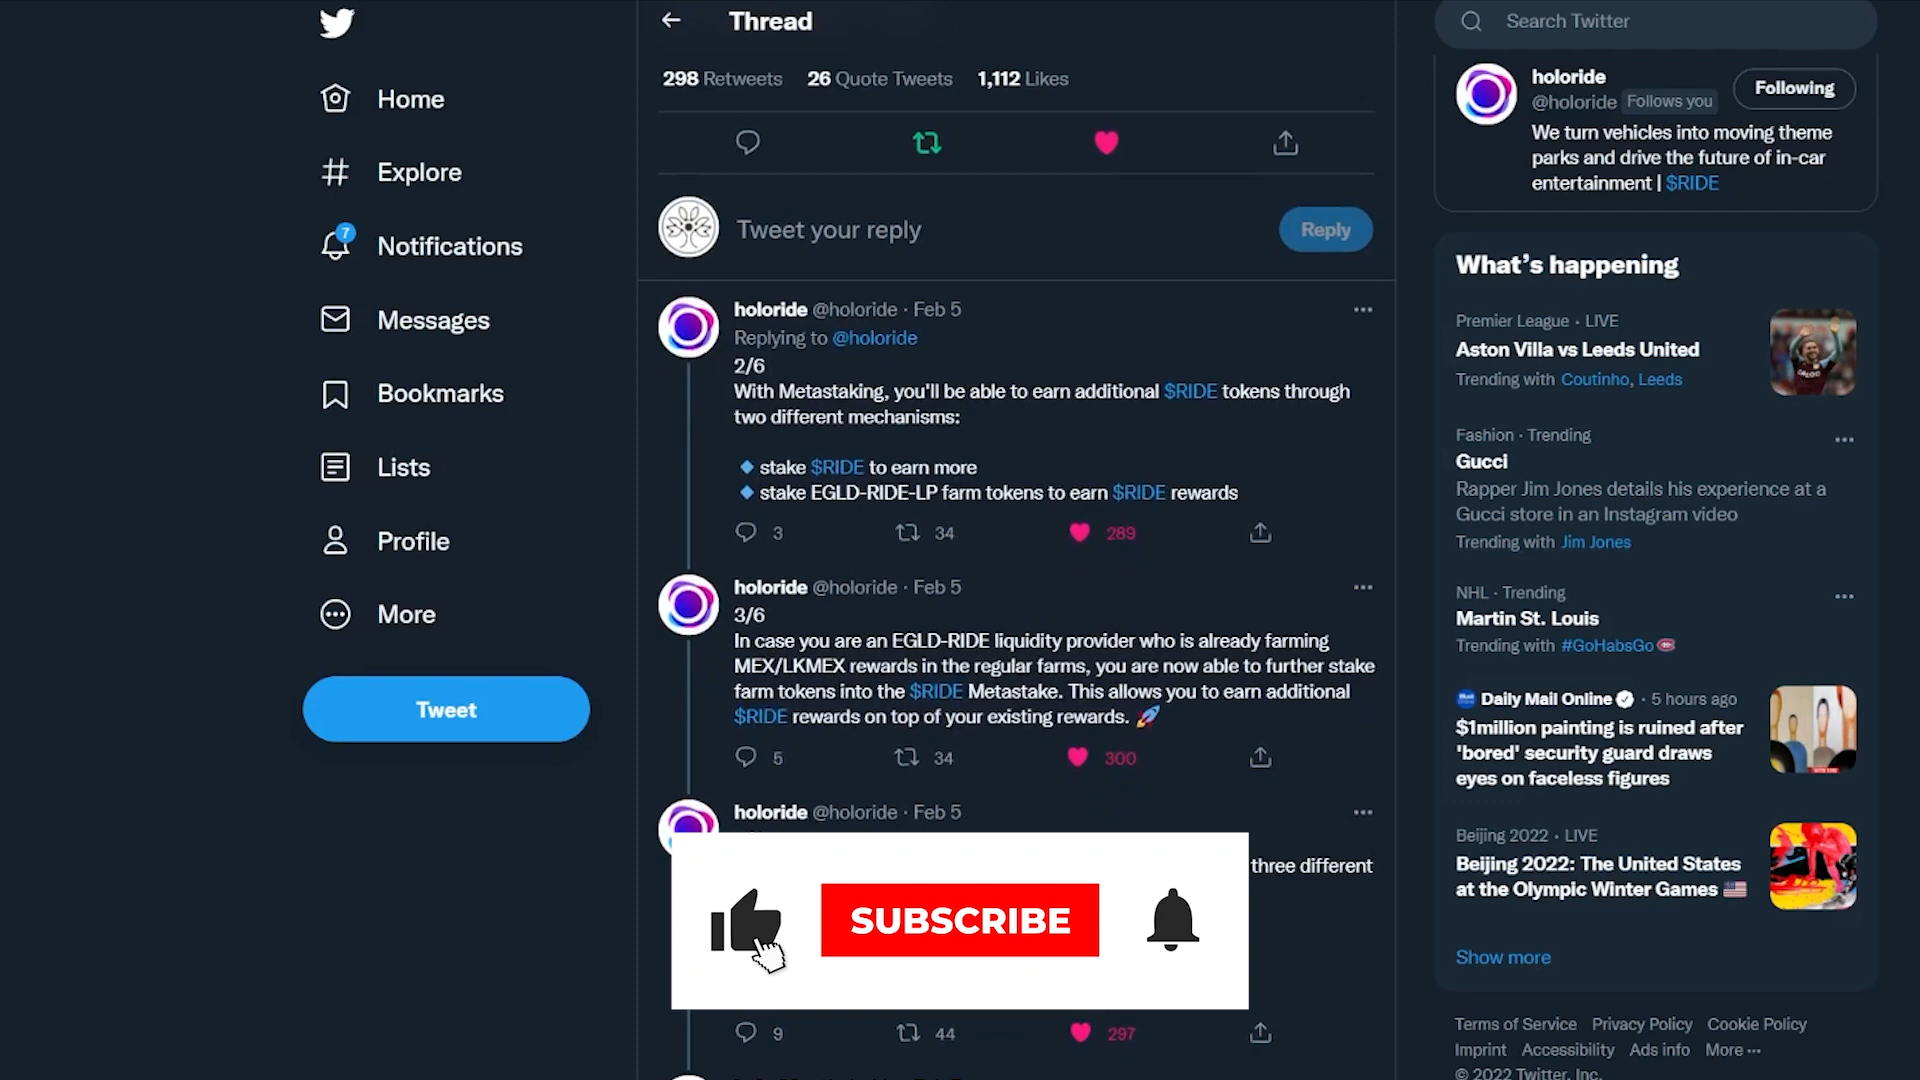 Home
Explore
7
Notifications
Messages
Bookmarks
Lists
Profile
More
Tweet
Thread
298 Retweets 26 Quote Tweets 1,112 Likes
Tweet your reply
Reply
holoride @holoride · Feb 5
Replying to @holoride
2/6
With Metastaking, you'll be able to earn additional $RIDE tokens through
two different mechanisms:
🔹 stake $RIDE to earn more
🔹 stake EGLD-RIDE-LP farm tokens to earn $RIDE rewards
3 34 289
holoride @holoride · Feb 5
3/6
In case you are an EGLD-RIDE liquidity provider who is already farming
MEX/LKMEX rewards in the regular farms, you are now able to further stake
farm tokens into the $RIDE Metastake. This allows you to earn additional
$RIDE rewards on top of your existing rewards. 🚀
5 34 300
holoride @holoride · Feb 5
three different
SUBSCRIBE
9 44 297
Search Twitter
holoride
@holoride Follows you
Following
We turn vehicles into moving theme
parks and drive the future of in-car
entertainment | $RIDE
What's happening
Premier League · LIVE
Aston Villa vs Leeds United
Trending with Coutinho, Leeds
Fashion · Trending
Gucci
Rapper Jim Jones details his experience at a
Gucci store in an Instagram video
Trending with Jim Jones
NHL · Trending
Martin St. Louis
Trending with #GoHabsGo
Daily Mail Online · 5 hours ago
$1million painting is ruined after
'bored' security guard draws
eyes on faceless figures
Beijing 2022 · LIVE
Beijing 2022: The United States
at the Olympic Winter Games 🇺🇸
Show more
Terms of Service Privacy Policy Cookie Policy
Imprint Accessibility Ads info More ···
© 2022 Twitter, Inc.